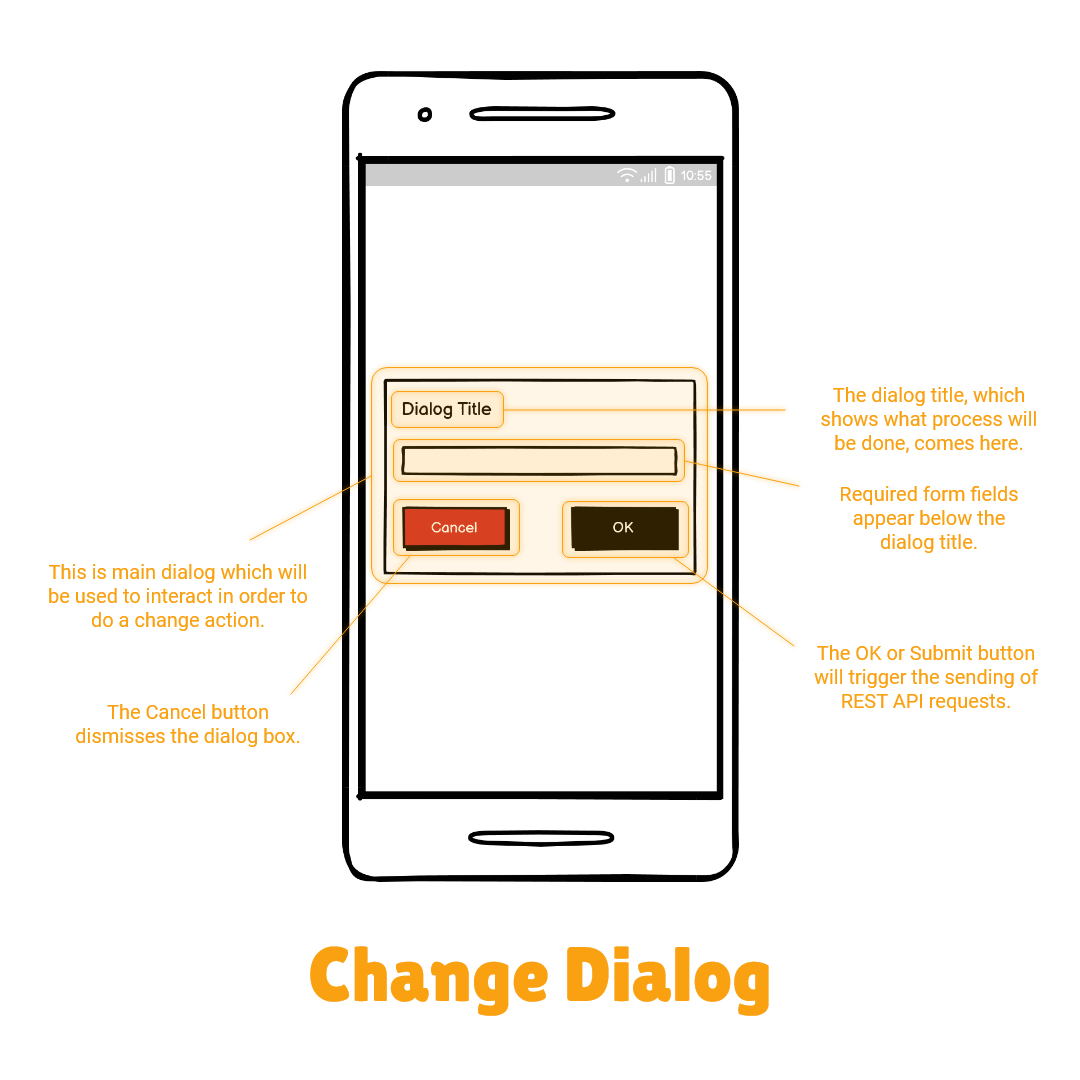 10:55
Dialog Title
Cancel
OK
The dialog title, which
shows what process will
be done, comes here.
Required form fields
appear below the
dialog title.
This is main dialog which will
be used to interact in order to
do a change action.
The OK or Submit button
will trigger the sending of
REST API requests.
The Cancel button
dismisses the dialog box.
Change Dialog